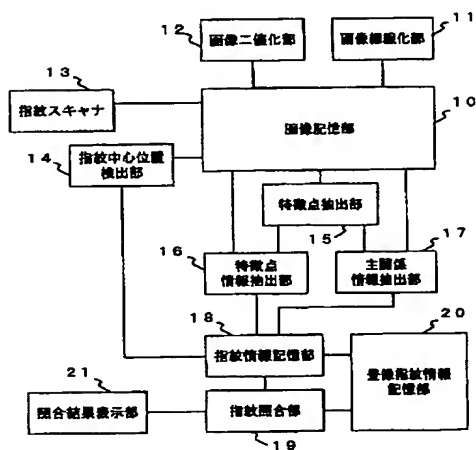 12
画像二値化部
11
画像細線化部
13
指紋スキャナ
10
画像記憶部
14
指紋中心位置
検出部
特徴点抽出部
15
16
特徴点
情報抽出部
17
主関係
情報抽出部
18
指紋情報記憶部
20
登録指紋情報
記憶部
21
照合結果表示部
指紋照合部
19